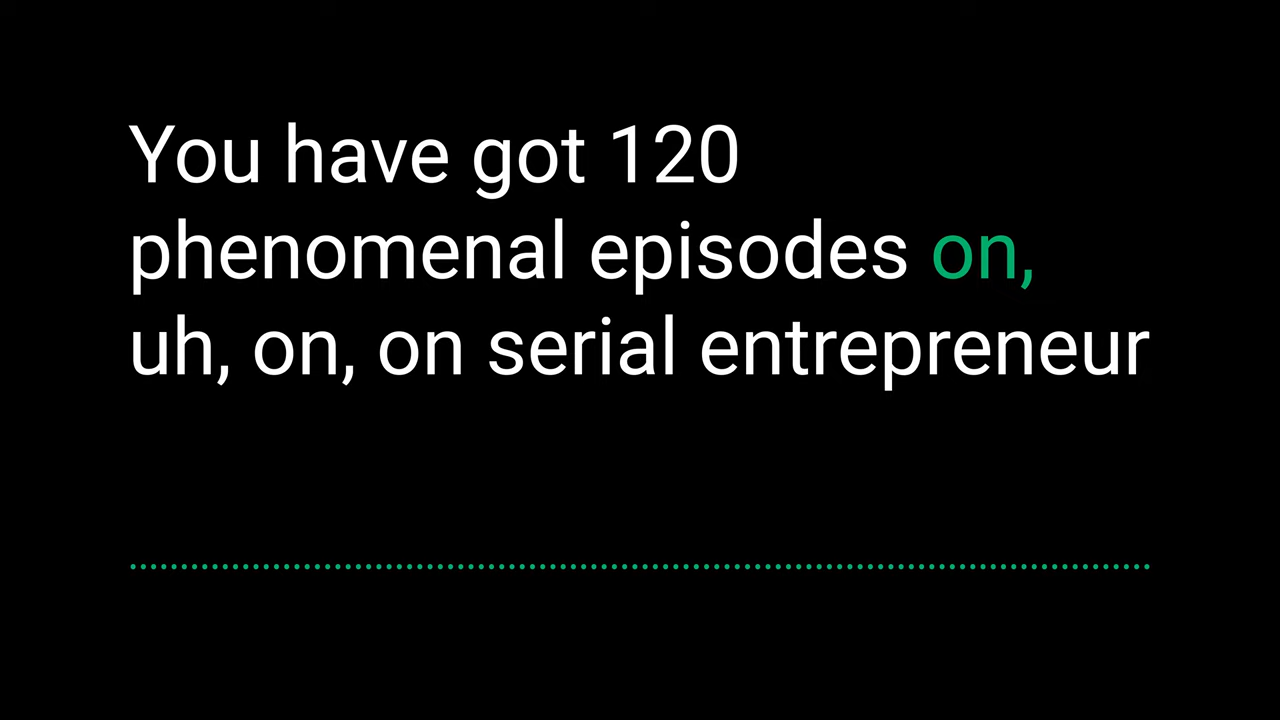 You have got 120
phenomenal episodes on,
uh, on, on serial entrepreneur